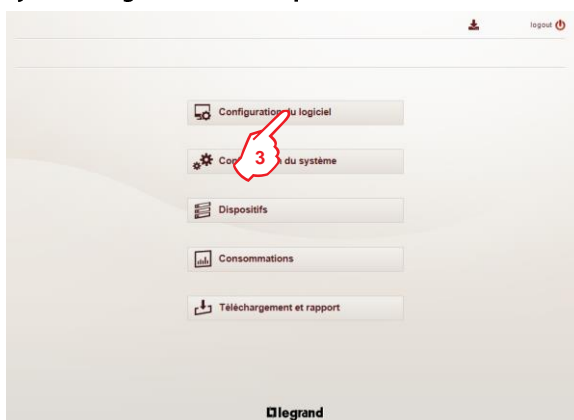 logout
Configuration du logiciel
3
du système
Dispositifs
Consommations
Téléchargement et rapport
legrand